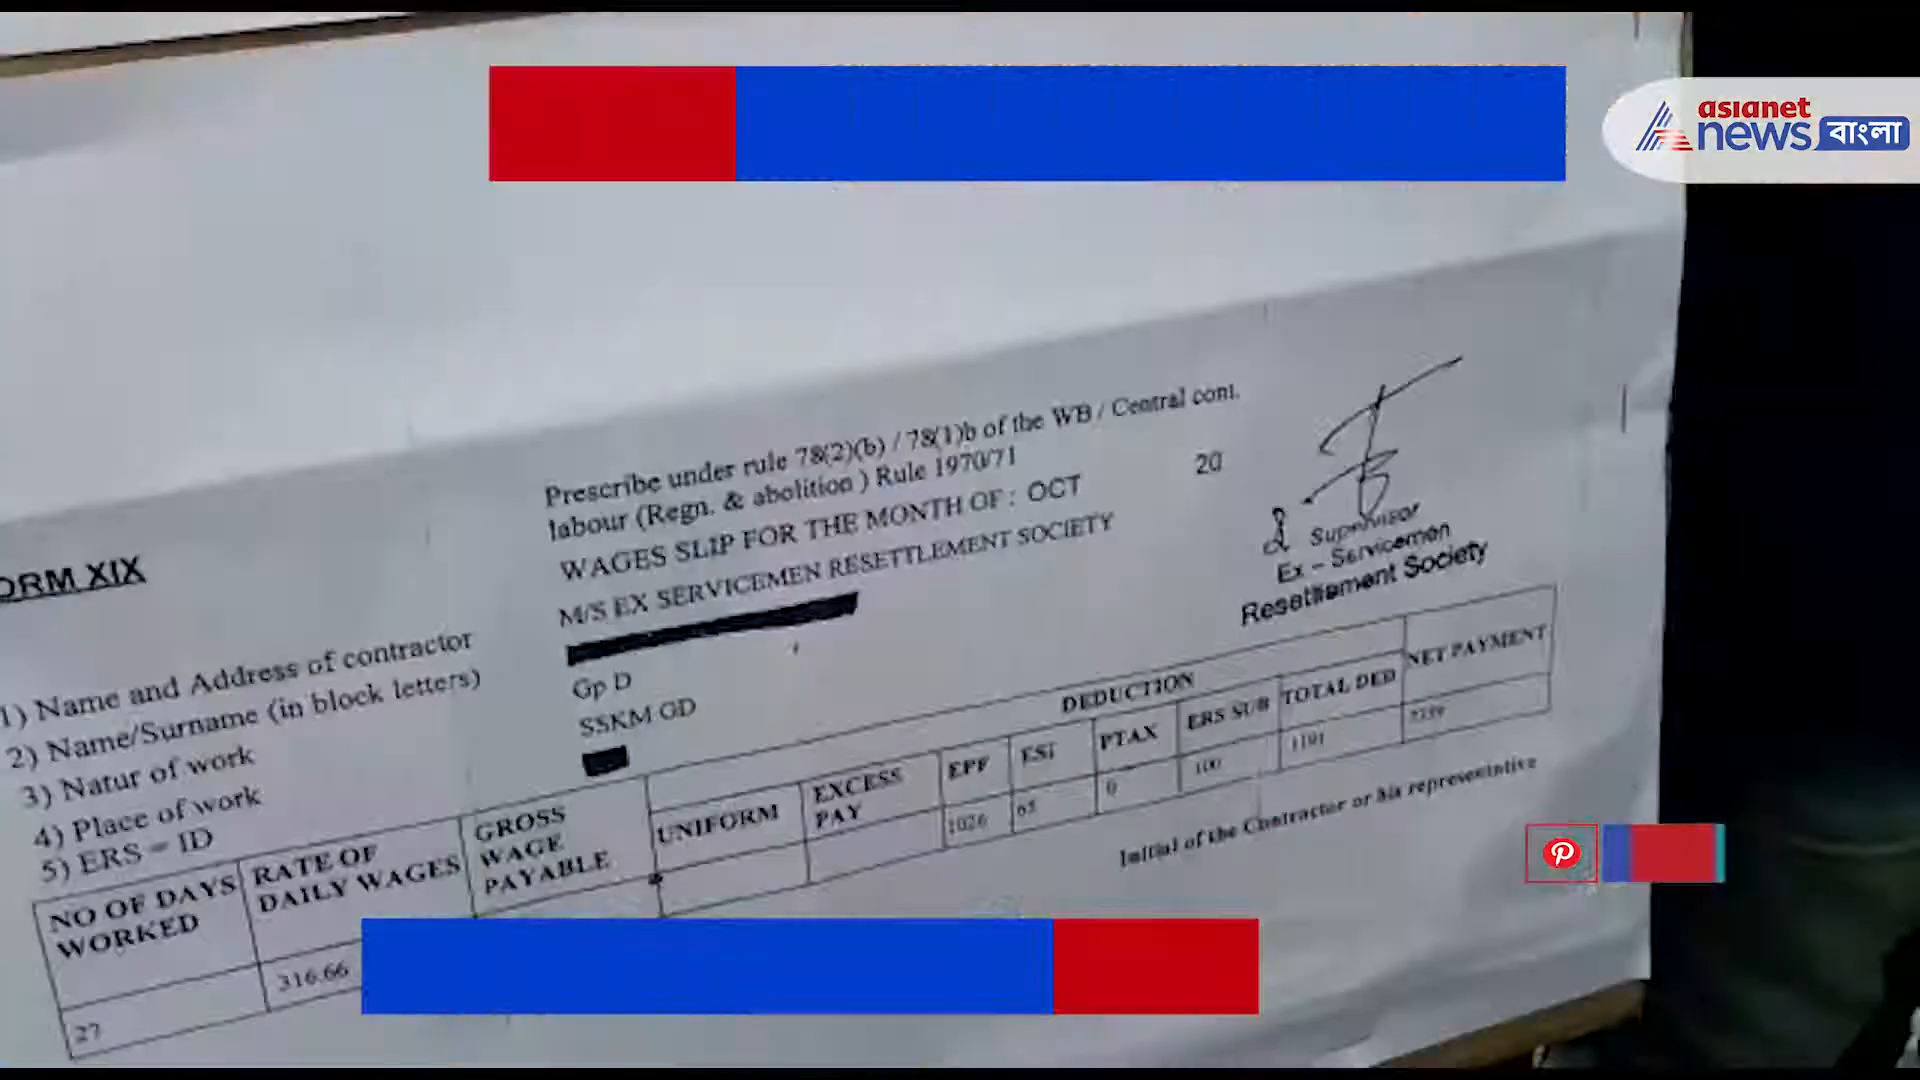 asianet
news বাংলা
Prescribe under rule 78(2)(b) / 78(1)b of the WB / Central cont.
labour (Regn. & abolition ) Rule 1970/71
WAGES SLIP FOR THE MONTH OF : OCT 20
M/S EX SERVICEMEN RESETTLEMENT SOCIETY
Supervisor
Ex - Servicemen
Resettlement Society
ORM XIX
1) Name and Address of contractor
2) Name/Surname (in block letters)
3) Natur of work
4) Place of work
5) ERS - ID
Gp D
SSKM GD
DEDUCTION
NO OF DAYS WORKED
RATE OF DAILY WAGES
GROSS WAGE PAYABLE
UNIFORM
EXCESS PAY
EPF
ESI
PTAX
ERS SUB
TOTAL DED
NET PAYMENT
27
316.66
1026
65
0
100
1191
Initial of the Contractor or his representative